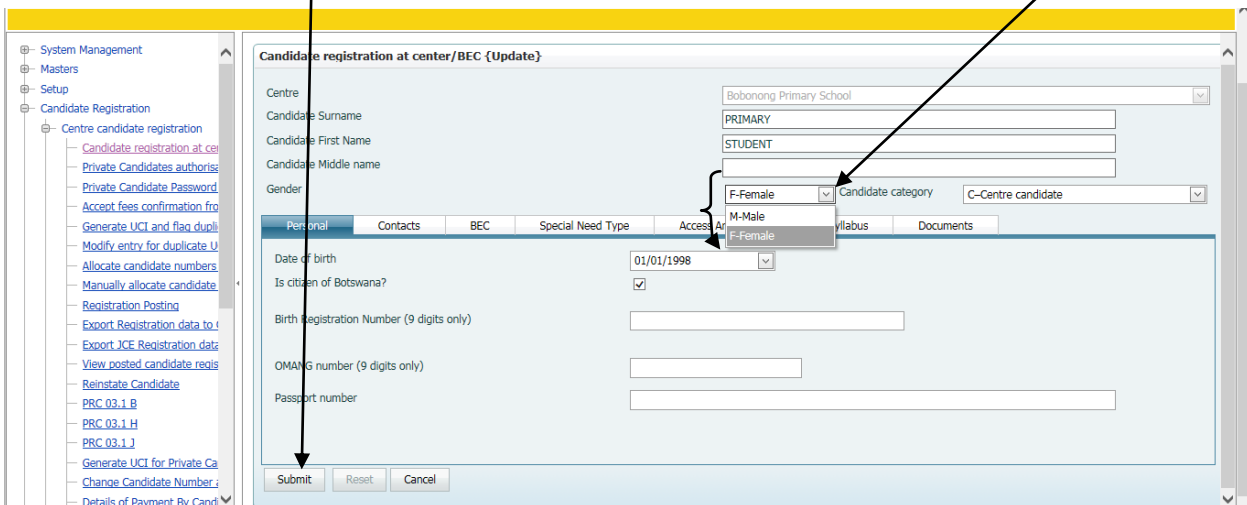 System Management
Masters
Setup
Candidate Registration
Centre candidate registration
Candidate registration at cen
Private Candidates authorisa
Private Candidate Password
Accept fees confirmation fro
Generate UCI and flag dupli
Modify entry for duplicate U
Allocate candidate numbers
Manually allocate candidate
Registration Posting
Export Registration data to
Export JCE Registration data
View posted candidate regis
Reinstate Candidate
PRC 03.1 B
PRC 03.1 H
PRC 03.1 J
Generate UCI for Private Ca
Change Candidate Number a
Details of Payment By Candi
Candidate registration at center/BEC {Update}
Centre Bobonong Primary School
Candidate Surname PRIMARY
Candidate First Name STUDENT
Candidate Middle name
Gender F-Female Candidate category C–Centre candidate
M-Male
F-Female
Personal Contacts BEC Special Need Type Access Ar yllabus Documents
Date of birth 01/01/1998
Is citizen of Botswana?
Birth Registration Number (9 digits only)
OMANG number (9 digits only)
Passport number
Submit Reset Cancel